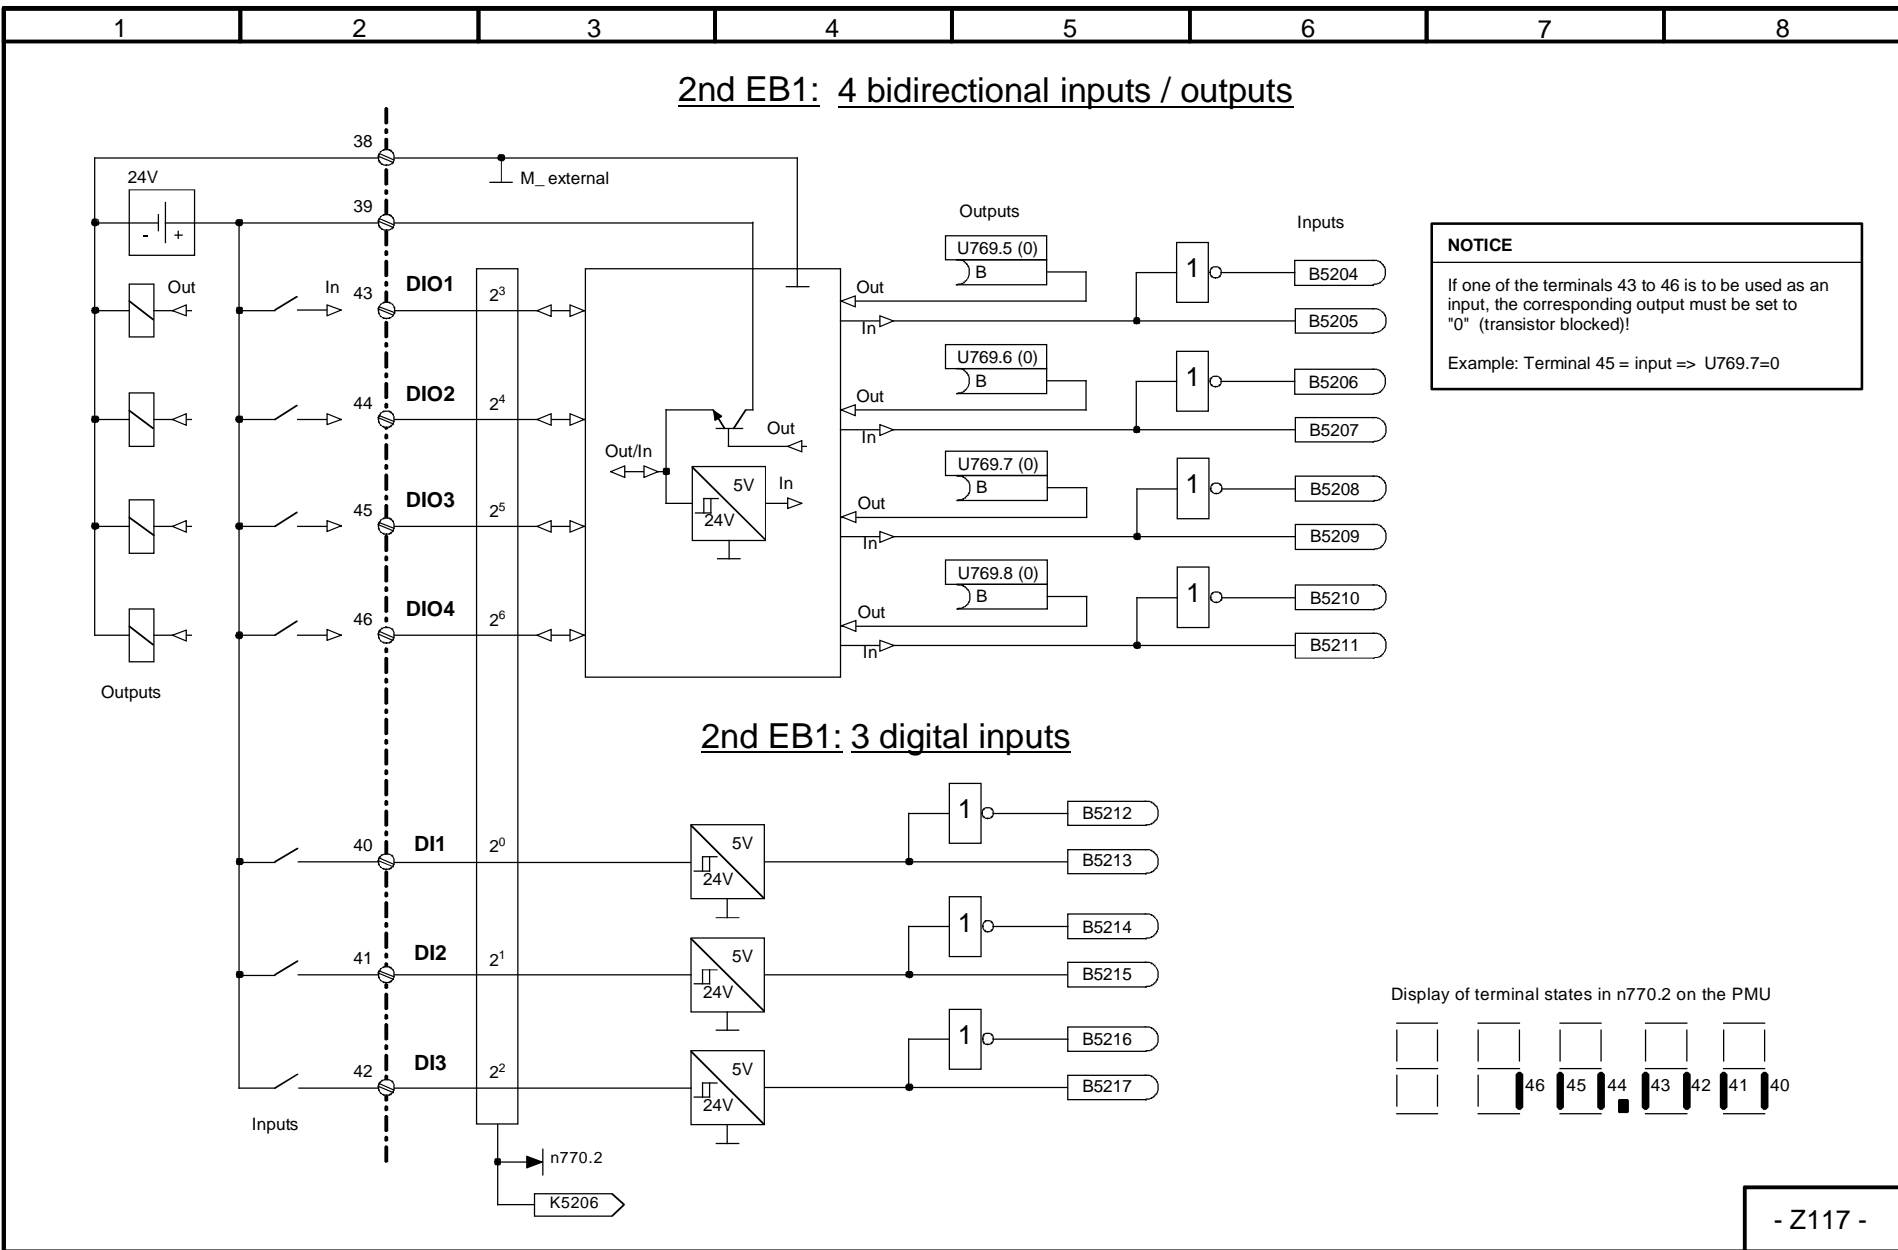 1 2 3 4 5 6 7 8
2nd EB1: 4 bidirectional inputs / outputs
38
M_external
24V
- +
39
Outputs
Inputs
U769.5 (0)
B
1
B5204
NOTICE
If one of the terminals 43 to 46 is to be used as an
input, the corresponding output must be set to
"0" (transistor blocked)!
Example: Terminal 45 = input => U769.7=0
Out
In
43
DIO1
2³
Out
In
B5205
U769.6 (0)
B
1
B5206
44
DIO2
2⁴
Out
In
B5207
Out
Out/In
5V
24V
In
U769.7 (0)
B
1
B5208
45
DIO3
2⁵
Out
In
B5209
U769.8 (0)
B
1
B5210
46
DIO4
2⁶
Out
In
B5211
Outputs
2nd EB1: 3 digital inputs
1
B5212
40
DI1
2⁰
5V
24V
B5213
1
B5214
41
DI2
2¹
5V
24V
B5215
1
B5216
42
DI3
2²
5V
24V
B5217
Inputs
n770.2
K5206
Display of terminal states in n770.2 on the PMU
46 45 44 43 42 41 40
- Z117 -